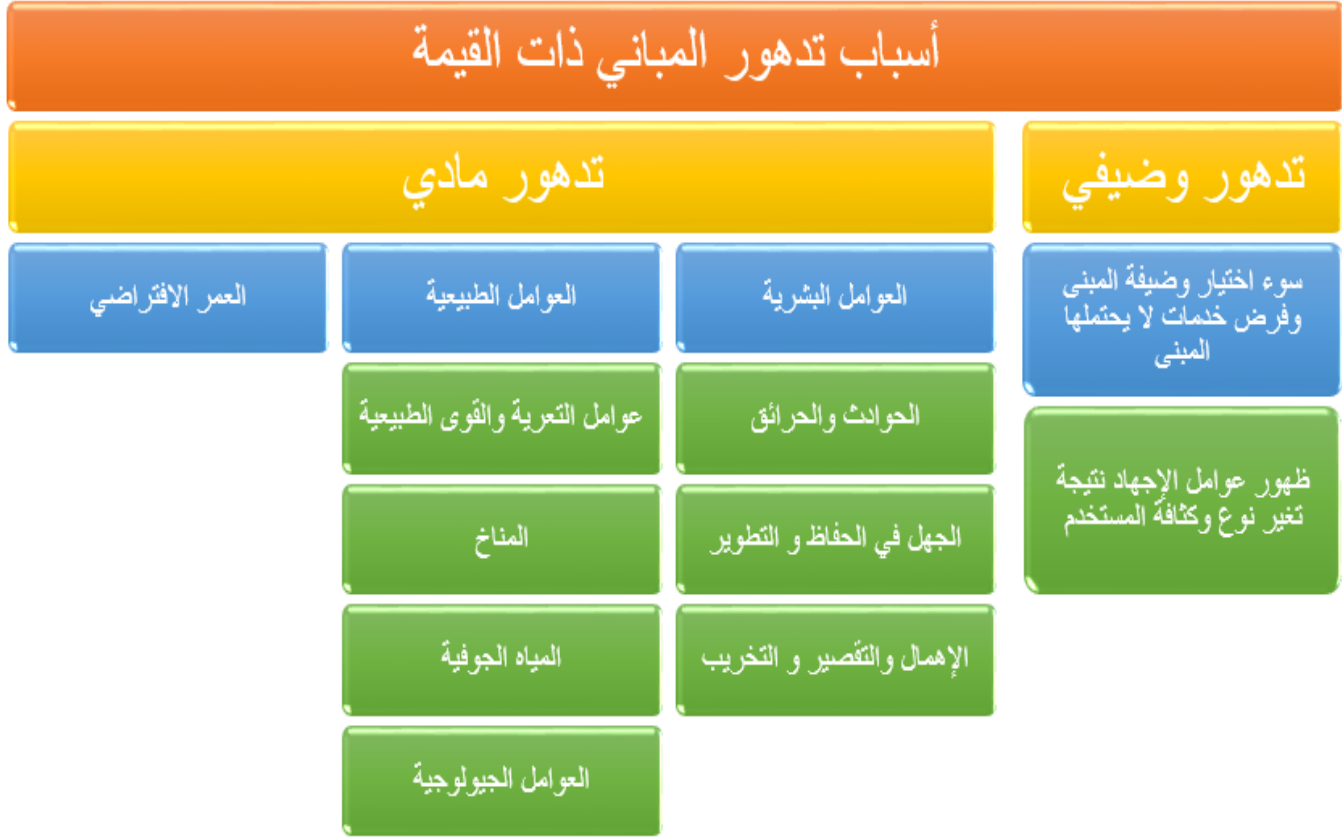 أسباب تدهور المباني ذات القيمة
تدهور وضيفي
تدهور مادي
سوء اختيار وضيفة المبنى
وفرض خدمات لا يحتملها
المبنى
العوامل البشرية
العوامل الطبيعية
العمر الافتراضي
ظهور عوامل الإجهاد نتيجة
تغير نوع وكثافة المستخدم
الحوادث والحرائق
عوامل التعرية والقوى الطبيعية
الجهل في الحفاظ و التطوير
المناخ
الإهمال والتقصير و التخريب
المياه الجوفية
العوامل الجيولوجية